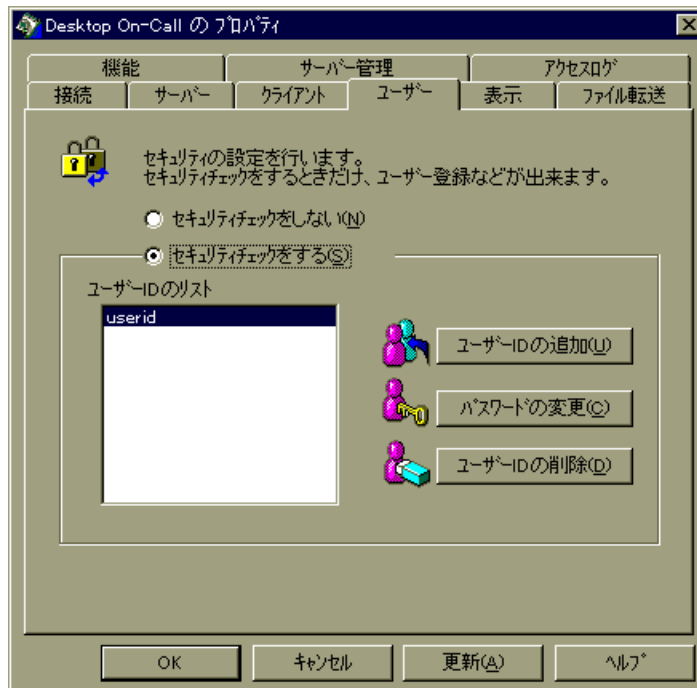 Desktop On-Call の プロパティ
機能
サーバー管理
アクセスログ
接続
サーバー
クライアント
ユーザー
表示
ファイル転送
セキュリティの設定を行います。
セキュリティチェックをするときだけ、ユーザー登録などが出来ます。
セキュリティチェックをしない(N)
セキュリティチェックをする(S)
ユーザーIDのリスト
userid
ユーザーIDの追加(U)
パスワードの変更(C)
ユーザーIDの削除(D)
OK
キャンセル
更新(A)
ヘルプ